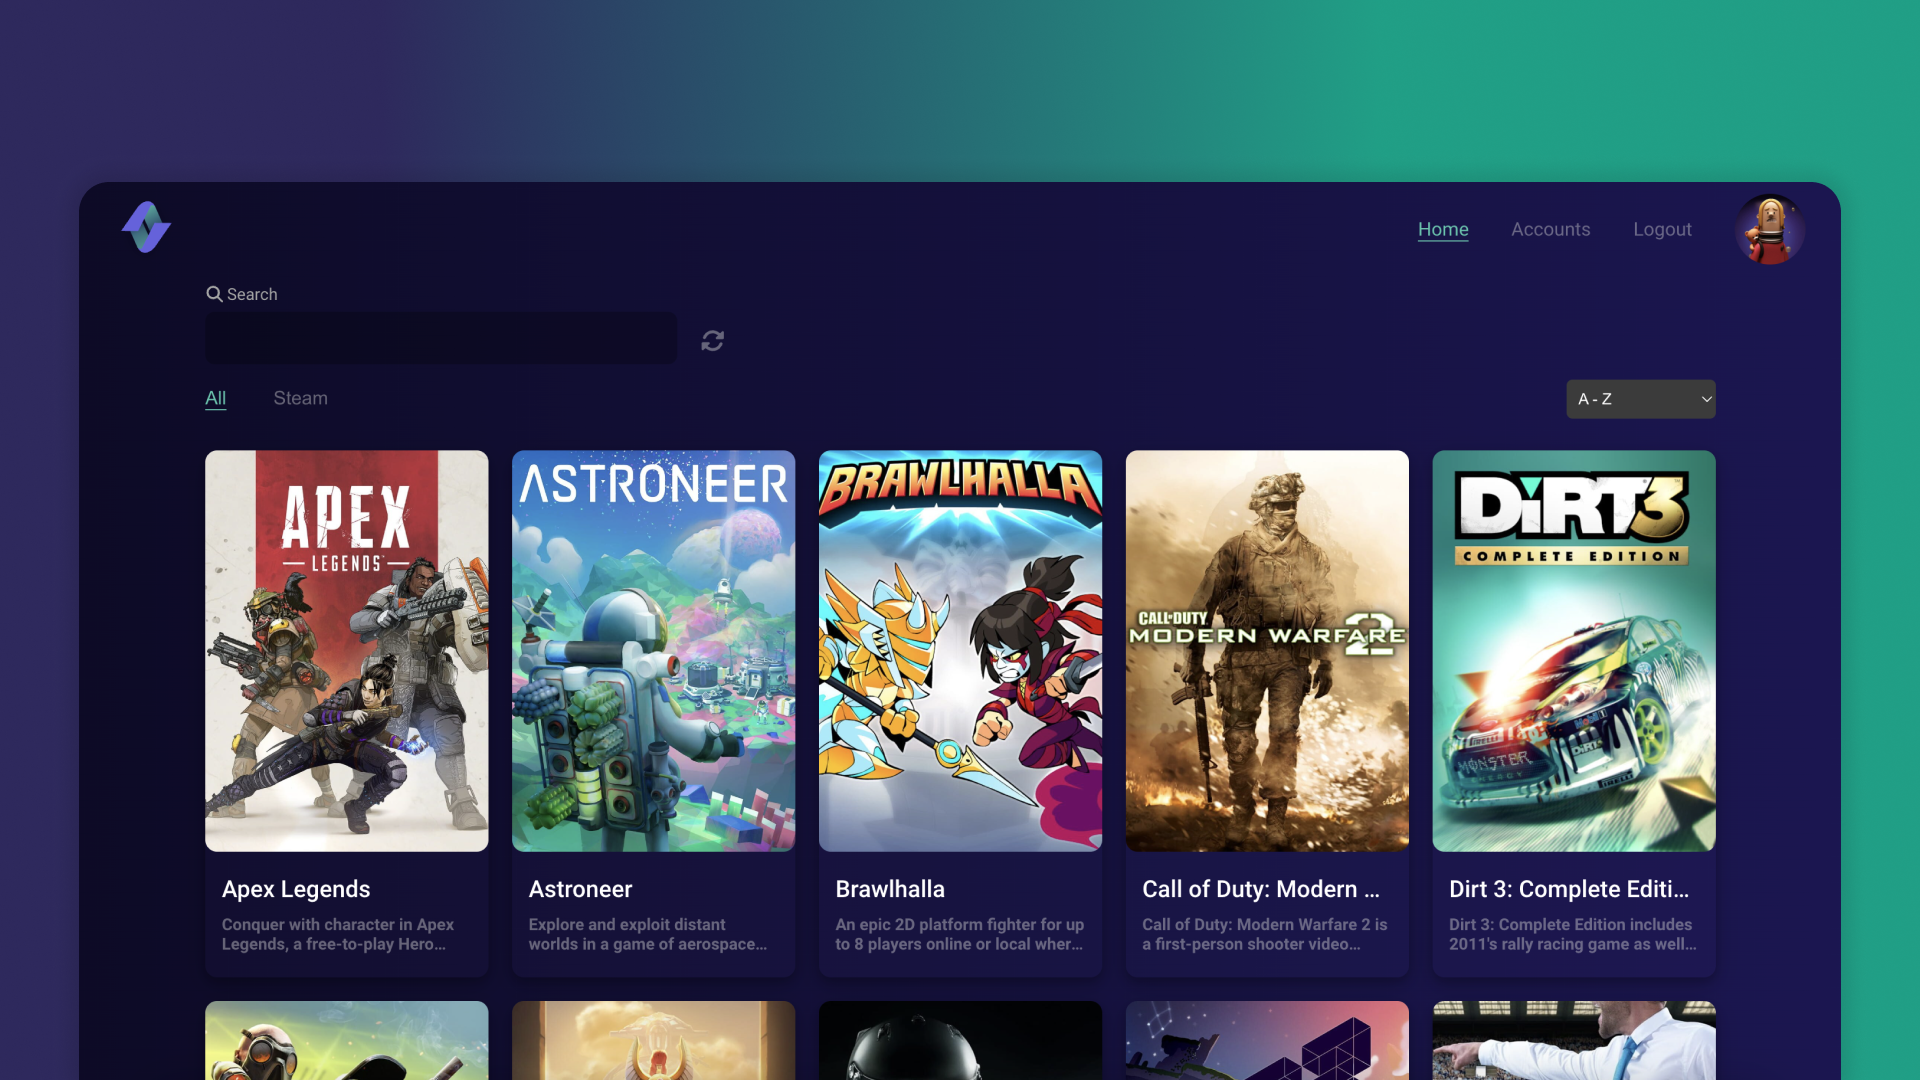 Home
Accounts
Logout
Search
All
Steam
A - Z
APEX
LEGENDS
ASTRONEER
BRAWLHALLA
CALL OF DUTY
MODERN WARFARE 2
DiRT3
COMPLETE EDITION
MONSTER
ENERGY
DiRT
PIRELLI
Apex Legends
Conquer with character in Apex
Legends, a free-to-play Hero...
Astroneer
Explore and exploit distant
worlds in a game of aerospace...
Brawlhalla
An epic 2D platform fighter for up
to 8 players online or local wher...
Call of Duty: Modern ...
Call of Duty: Modern Warfare 2 is
a first-person shooter video...
Dirt 3: Complete Editi...
Dirt 3: Complete Edition includes
2011's rally racing game as well...